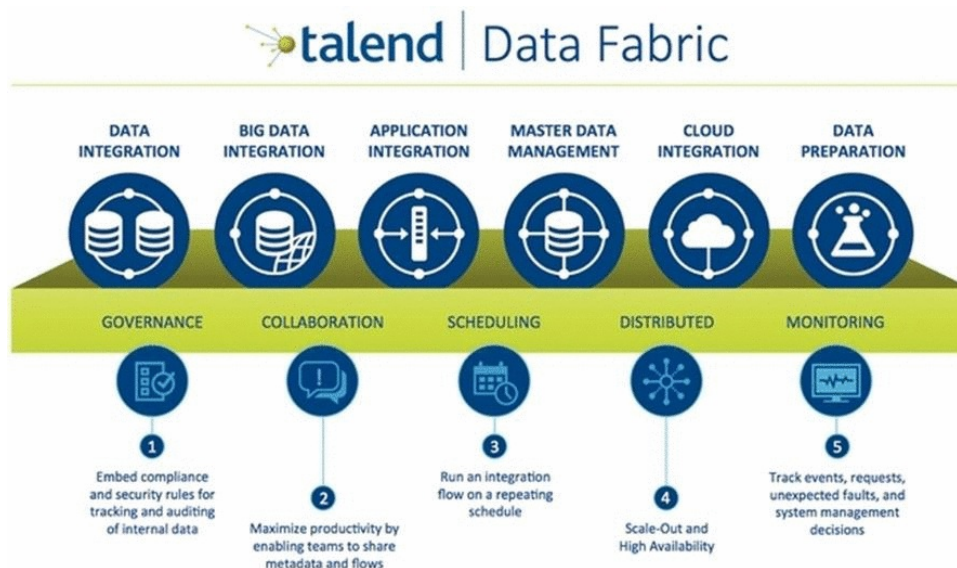 talend | Data Fabric
DATA
INTEGRATION
BIG DATA
INTEGRATION
APPLICATION
INTEGRATION
MASTER DATA
MANAGEMENT
CLOUD
INTEGRATION
DATA
PREPARATION
GOVERNANCE
COLLABORATION
SCHEDULING
DISTRIBUTED
MONITORING
1
Embed compliance
and security rules for
tracking and auditing
of internal data
2
Maximize productivity by
enabling teams to share
metadata and flows
3
Run an integration
flow on a repeating
schedule
4
Scale-Out and
High Availability
5
Track events, requests,
unexpected faults, and
system management
decisions